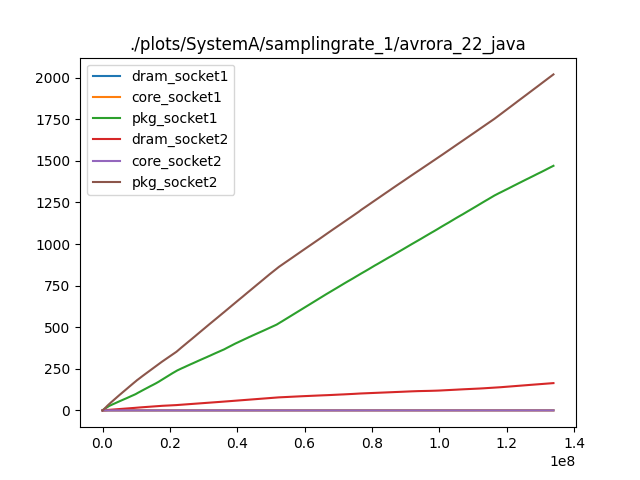 ./plots/SystemA/samplingrate_1/avrora_22_java
2000
1750
1500
1250
1000
750
500
250
0
dram_socket1
core_socket1
pkg_socket1
dram_socket2
core_socket2
pkg_socket2
0.0 0.2 0.4 0.6 0.8 1.0 1.2 1.4
1e8